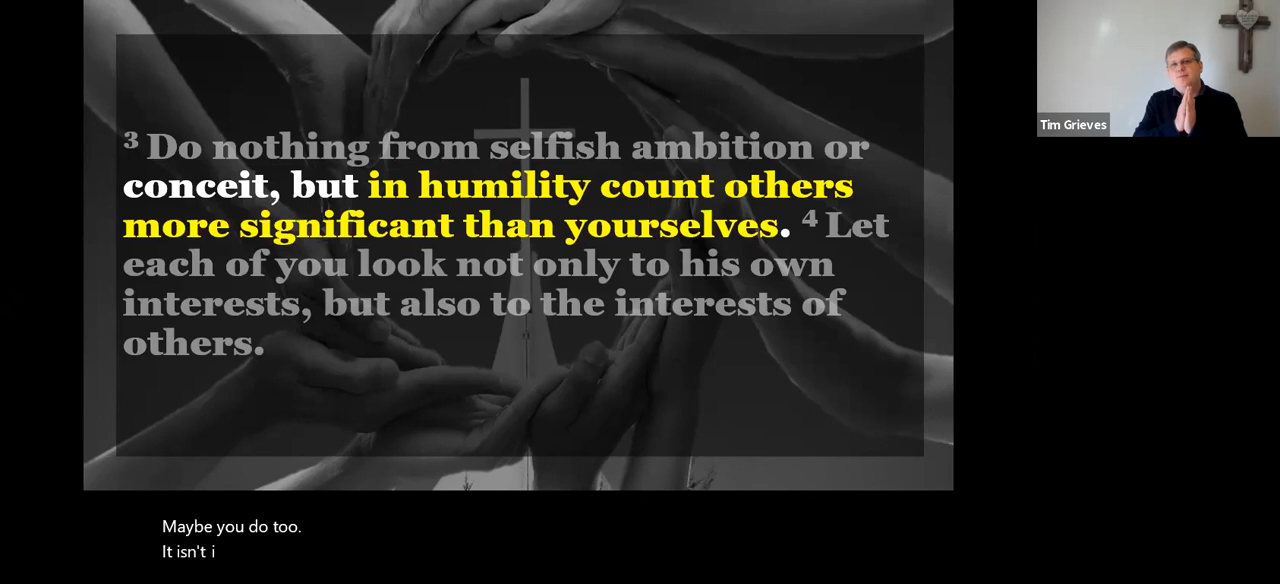 ³ Do nothing from selfish ambition or
conceit, but in humility count others
more significant than yourselves. ⁴ Let
each of you look not only to his own
interests, but also to the interests of
others.
Tim Grieves
Maybe you do too.
It isn't i